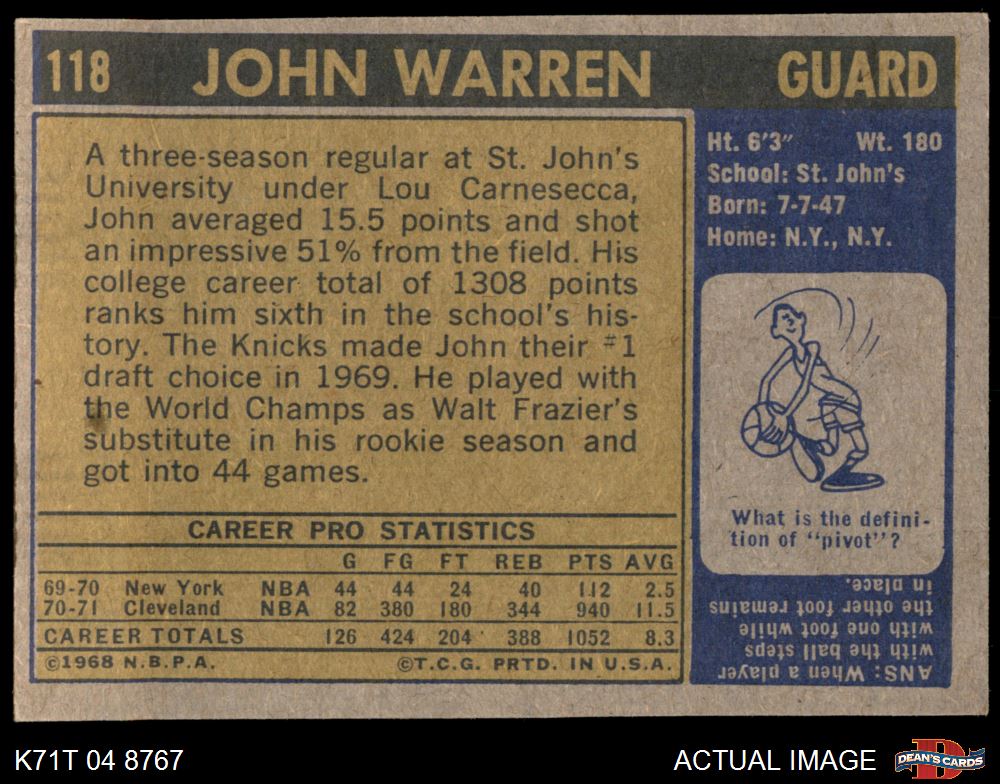 118 JOHN WARREN GUARD
A three-season regular at St. John's
University under Lou Carnesecca,
John averaged 15.5 points and shot
an impressive 51% from the field. His
college career total of 1308 points
ranks him sixth in the school's his-
tory. The Knicks made John their #1
draft choice in 1969. He played with
the World Champs as Walt Frazier's
substitute in his rookie season and
got into 44 games.
CAREER PRO STATISTICS
G FG FT REB PTS AVG
69-70 New York NBA 44 44 24 40 112 2.5
70-71 Cleveland NBA 82 380 180 344 940 11.5
CAREER TOTALS 126 424 204 388 1052 8.3
©1968 N.B.P.A. ©T.C.G. PRTD. IN U.S.A.
Ht. 6'3" Wt. 180
School: St. John's
Born: 7-7-47
Home: N.Y., N.Y.
What is the defini-
tion of "pivot"?
ANS: When a player
with the ball steps
with one foot while
the other foot remains
in place.
K71T 04 8767 ACTUAL IMAGE
D
DEAN'S CARDS